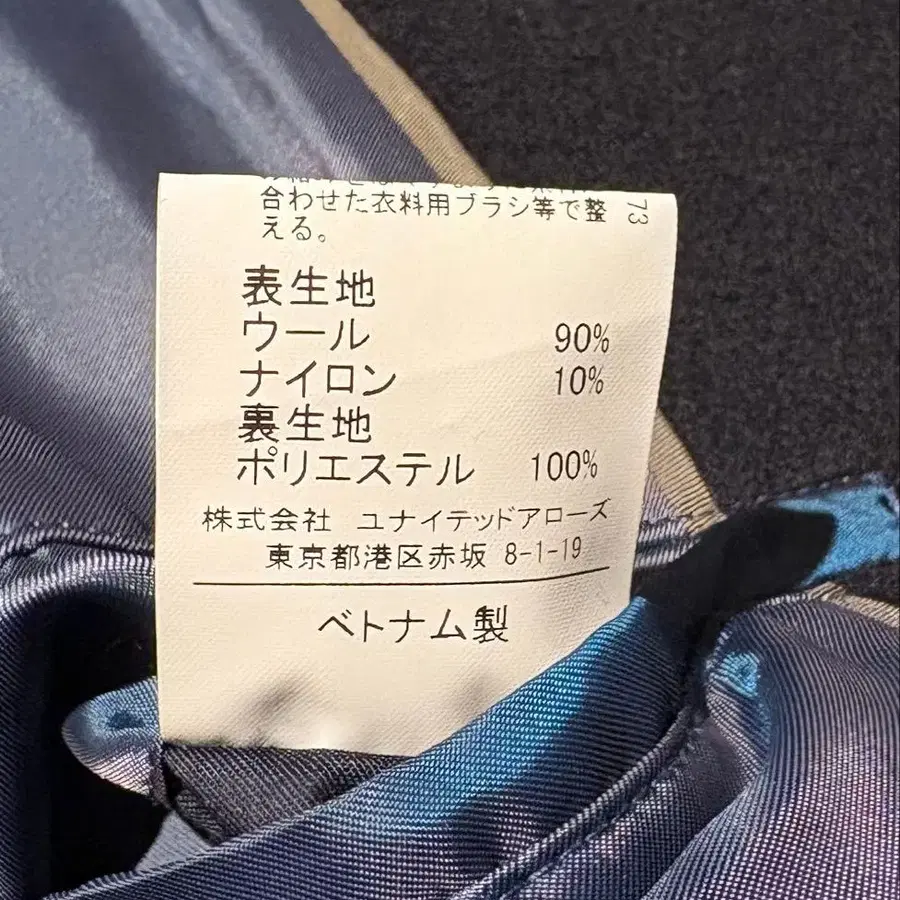 合わせた衣料用ブラシ等で整
える。
73
表生地
ウール 90%
ナイロン 10%
裏生地
ポリエステル 100%
株式会社 ユナイテッドアローズ
東京都港区赤坂 8-1-19
ベトナム製